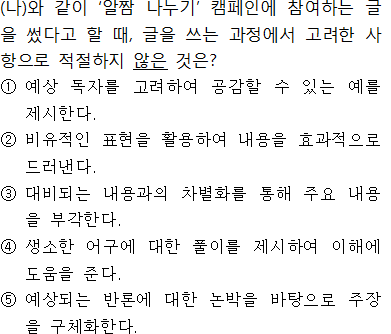 (나)와 같이 ‘알짬 나누기’ 캠페인에 참여하는 글
을 썼다고 할 때, 글을 쓰는 과정에서 고려한 사
항으로 적절하지 않은 것은?
① 예상 독자를 고려하여 공감할 수 있는 예를
제시한다.
② 비유적인 표현을 활용하여 내용을 효과적으로
드러낸다.
③ 대비되는 내용과의 차별화를 통해 주요 내용
을 부각한다.
④ 생소한 어구에 대한 풀이를 제시하여 이해에
도움을 준다.
⑤ 예상되는 반론에 대한 논박을 바탕으로 주장
을 구체화한다.